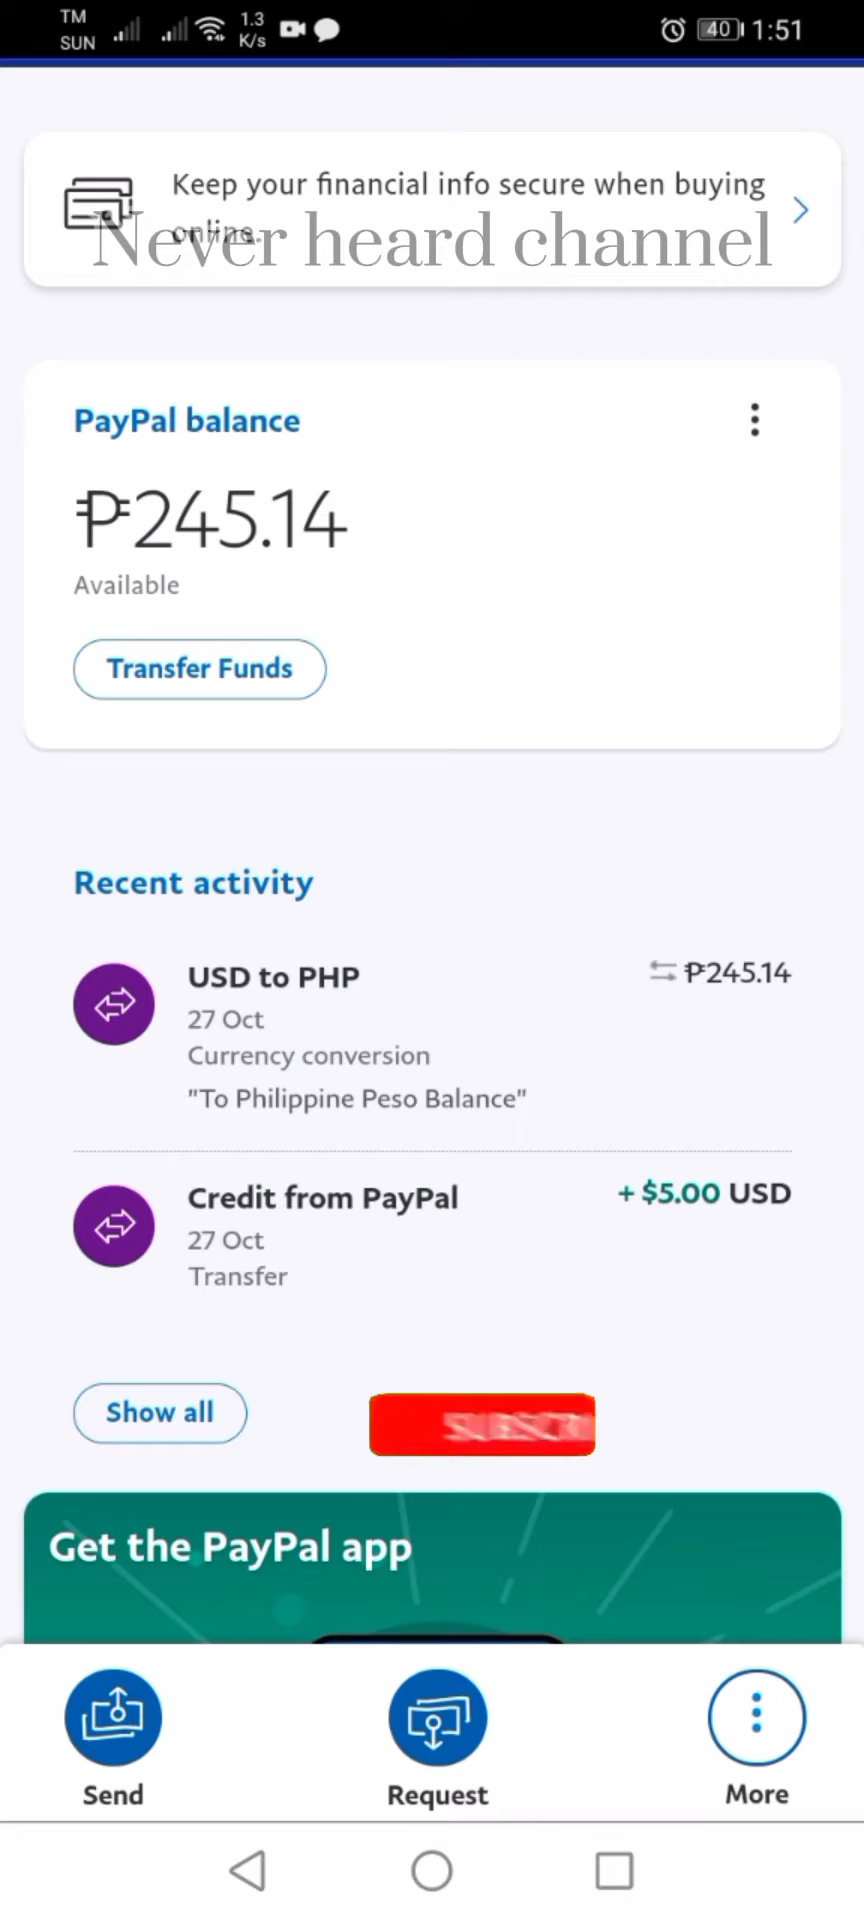 TM
SUN
1.3
K/s
40
1:51
Keep your financial info secure when buying
online.
Never heard channel
PayPal balance
₱245.14
Available
Transfer Funds
Recent activity
USD to PHP
₱245.14
27 Oct
Currency conversion
"To Philippine Peso Balance"
Credit from PayPal
+ $5.00 USD
27 Oct
Transfer
Show all
Get the PayPal app
Send
Request
More